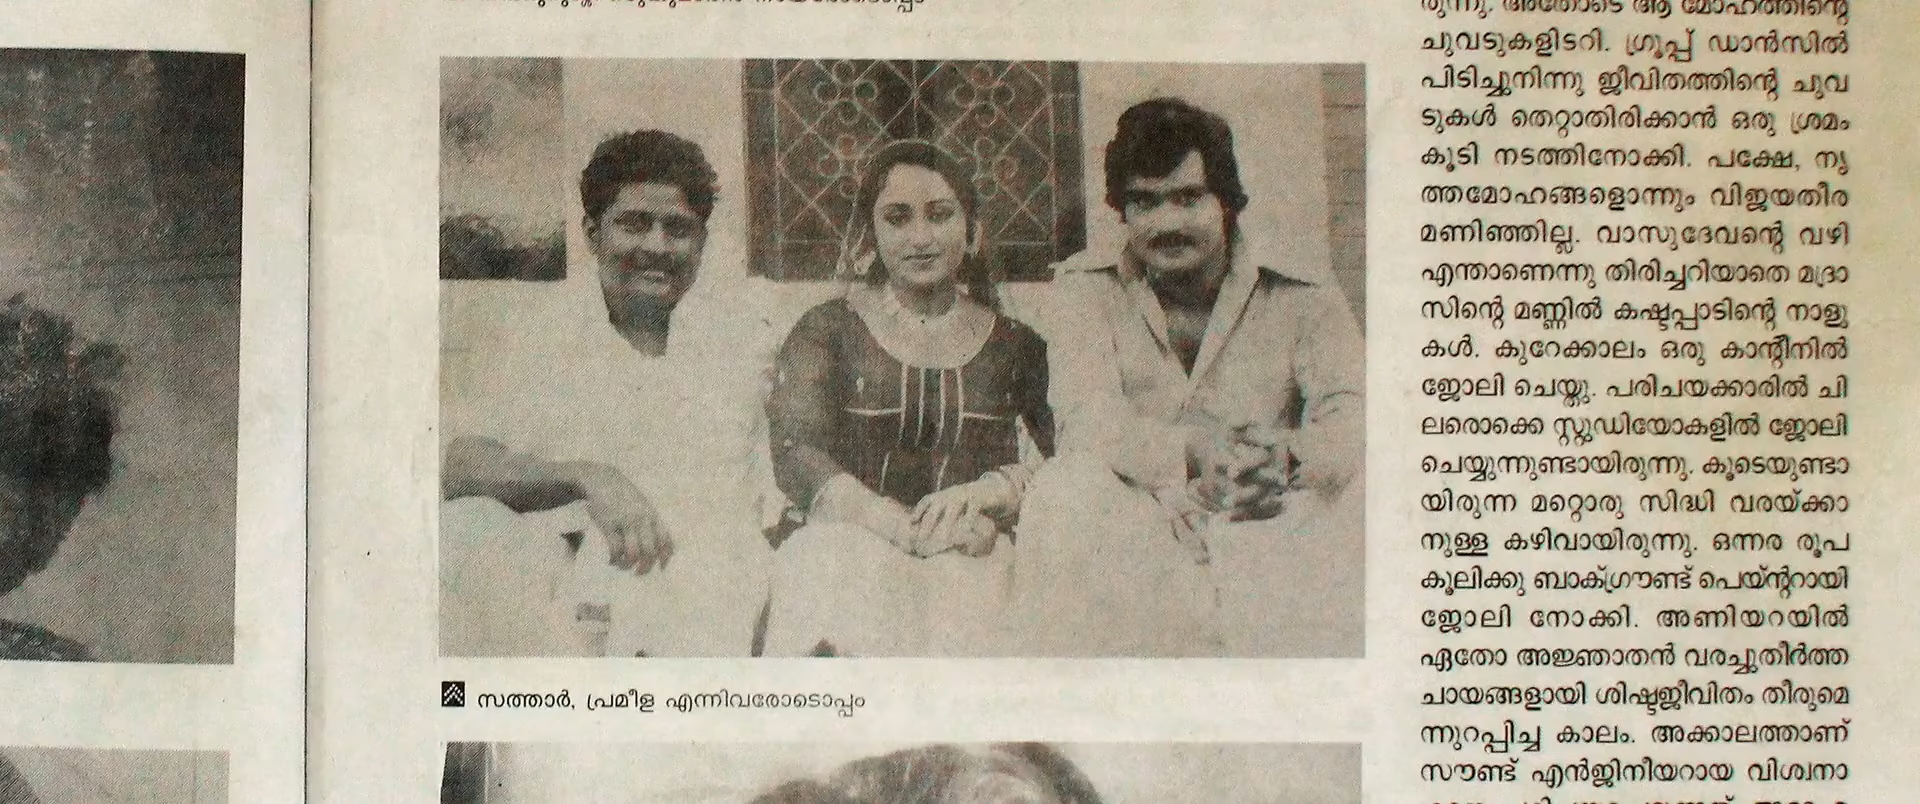 സത്താർ, പ്രമീള എന്നിവരോടൊപ്പം
രുന്നു. അതോടെ ആ മോഹത്തിന്റെ
ചുവടുകളിടറി. ഗ്രൂപ്പ് ഡാൻസിൽ
പിടിച്ചുനിന്നു ജീവിതത്തിന്റെ ചുവ
ടുകൾ തെറ്റാതിരിക്കാൻ ഒരു ശ്രമം
കൂടി നടത്തിനോക്കി. പക്ഷേ, നൃ
ത്തമോഹങ്ങളൊന്നും വിജയതീര
മണിഞ്ഞില്ല. വാസുദേവന്റെ വഴി
എന്താണെന്നു തിരിച്ചറിയാതെ മദ്രാ
സിന്റെ മണ്ണിൽ കഷ്ടപ്പാടിന്റെ നാളു
കൾ. കുറേക്കാലം ഒരു കാന്റീനിൽ
ജോലി ചെയ്തു. പരിചയക്കാരിൽ ചി
ലരൊക്കെ സ്റ്റുഡിയോകളിൽ ജോലി
ചെയ്യുന്നുണ്ടായിരുന്നു. കൂടെയുണ്ടാ
യിരുന്ന മറ്റൊരു സിദ്ധി വരയ്ക്കാ
നുള്ള കഴിവായിരുന്നു. ഒന്നര രൂപ
കൂലിക്കു ബാക്ഗ്രൗണ്ട് പെയ്ന്ററായി
ജോലി നോക്കി. അണിയറയിൽ
ഏതോ അജ്ഞാതൻ വരച്ചുതീർത്ത
ചായങ്ങളായി ശിഷ്ടജീവിതം തീരുമെ
ന്നുറപ്പിച്ച കാലം. അക്കാലത്താണ്
സൗണ്ട് എൻജിനീയറായ വിശ്വനാ